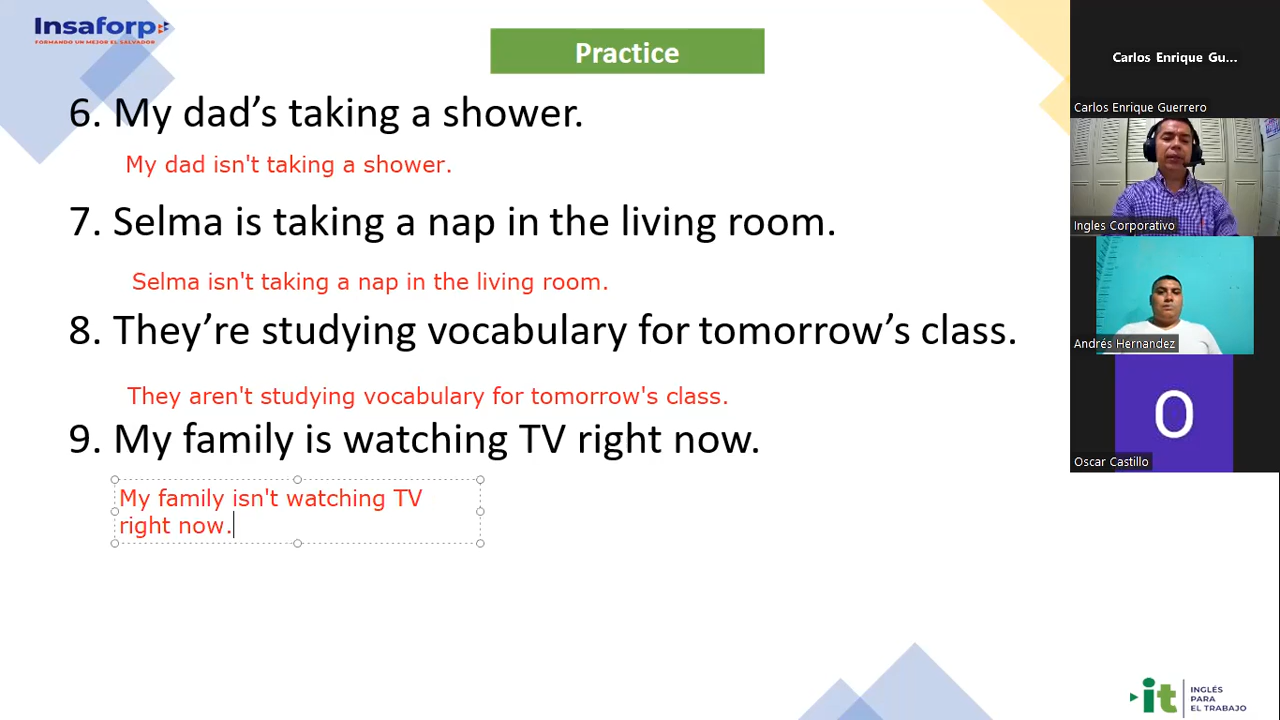 Insaforp
FORMANDO UN MEJOR EL SALVADOR
Practice
6. My dad’s taking a shower.
My dad isn't taking a shower.
7. Selma is taking a nap in the living room.
Selma isn't taking a nap in the living room.
8. They’re studying vocabulary for tomorrow’s class.
They aren't studying vocabulary for tomorrow's class.
9. My family is watching TV right now.
My family isn't watching TV
right now.
Carlos Enrique Gu...
Carlos Enrique Guerrero
Ingles Corporativo
Andrés Hernandez
O
Oscar Castillo
it
INGLÉS
PARA
EL TRABAJO